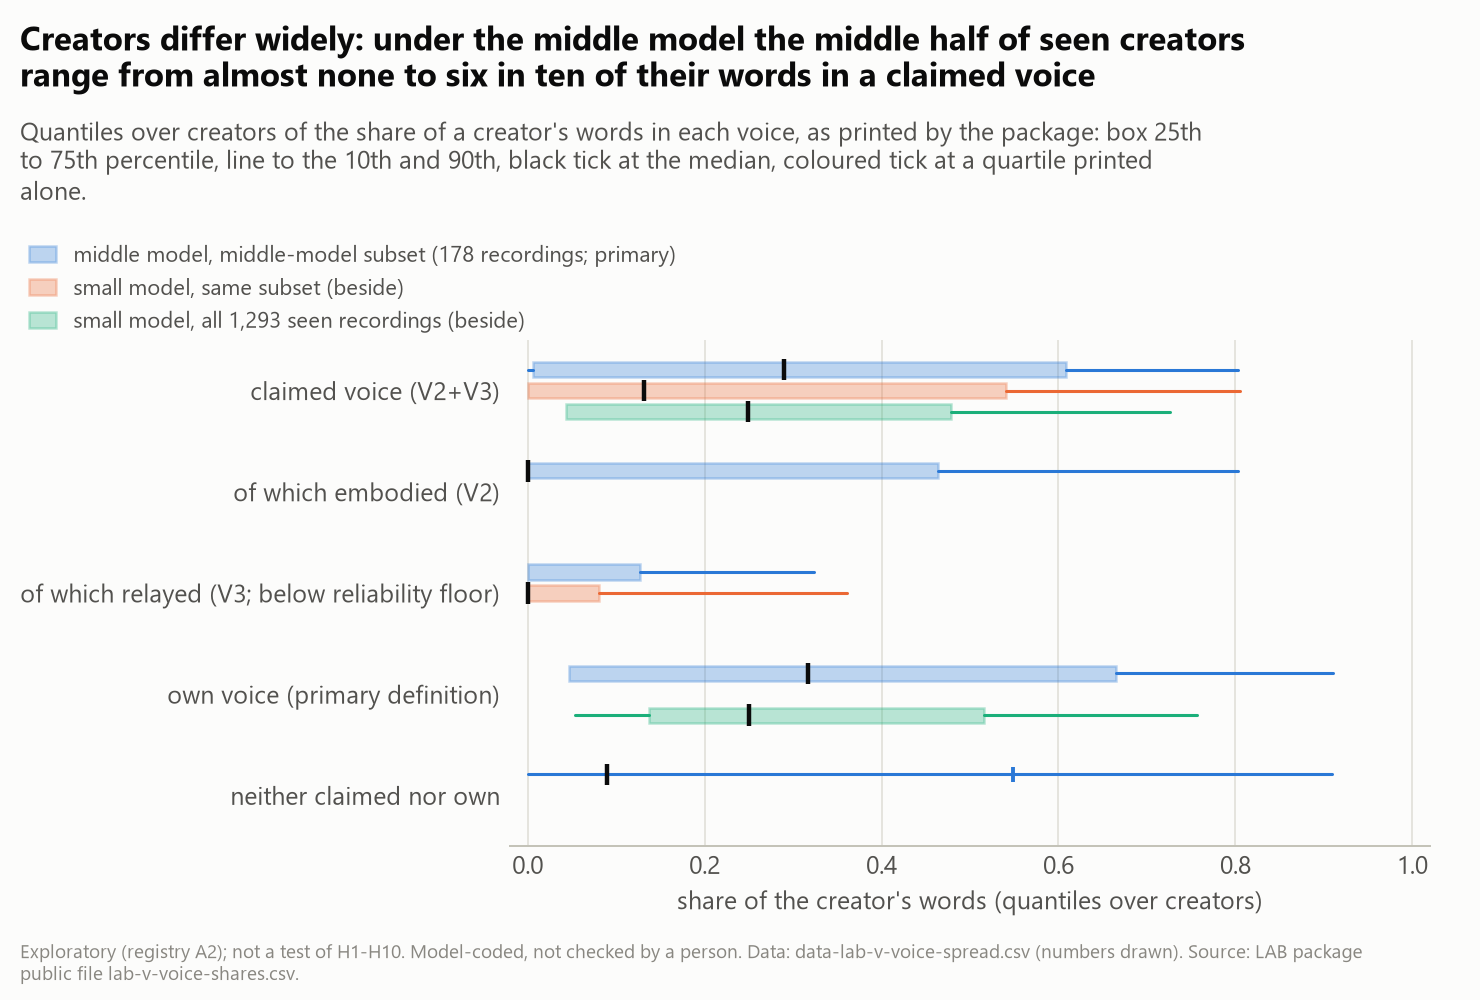 Creators differ widely: under the middle model the middle half of seen creators
range from almost none to six in ten of their words in a claimed voice
Quantiles over creators of the share of a creator's words in each voice, as printed by the package: box 25th
to 75th percentile, line to the 10th and 90th, black tick at the median, coloured tick at a quartile printed
alone.
middle model, middle-model subset (178 recordings; primary)
small model, same subset (beside)
small model, all 1,293 seen recordings (beside)
claimed voice (V2+V3)
of which embodied (V2)
of which relayed (V3; below reliability floor)
own voice (primary definition)
neither claimed nor own
0.0 0.2 0.4 0.6 0.8 1.0
share of the creator's words (quantiles over creators)
Exploratory (registry A2); not a test of H1-H10. Model-coded, not checked by a person. Data: data-lab-v-voice-spread.csv (numbers drawn). Source: LAB package
public file lab-v-voice-shares.csv.